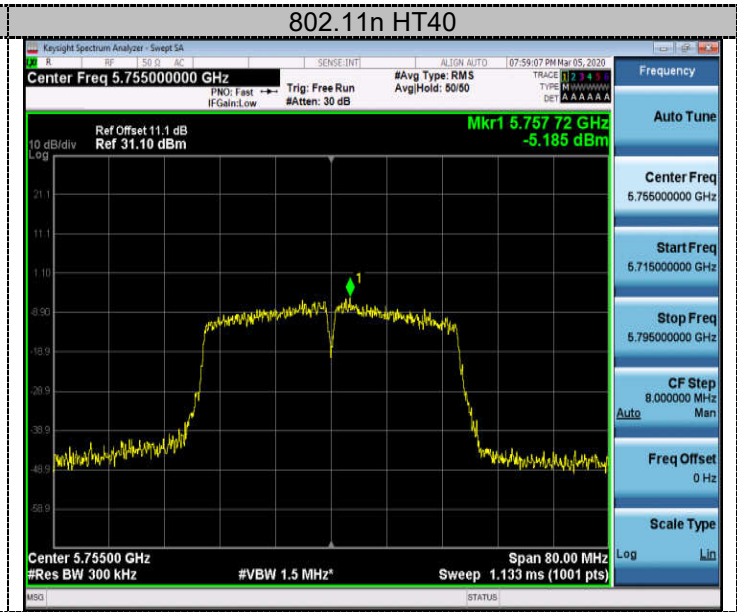 802.11n HT40
Keysight Spectrum Analyzer - Swept SA
R RF 50 Ω AC SENSE:INT ALIGN AUTO 07:59:07 PM Mar 05, 2020
Center Freq 5.755000000 GHz
PNO: Fast
IFGain:Low
Trig: Free Run
#Atten: 30 dB
#Avg Type: RMS
Avg|Hold: 50/50
TRACE 1 2 3 4 5 6
TYPE M W W W W W
DET A A A A A A
Ref Offset 11.1 dB
10 dB/div Ref 31.10 dBm
Log
Mkr1 5.757 72 GHz
-5.185 dBm
21.1
11.1
1.10
-8.90
-18.9
-28.9
-38.9
-48.9
-58.9
1
Center 5.75500 GHz Span 80.00 MHz
#Res BW 300 kHz #VBW 1.5 MHz* Sweep 1.133 ms (1001 pts)
MSG STATUS
Frequency
Auto Tune
Center Freq
5.755000000 GHz
Start Freq
5.715000000 GHz
Stop Freq
5.795000000 GHz
CF Step
8.000000 MHz
Auto Man
Freq Offset
0 Hz
Scale Type
Log Lin